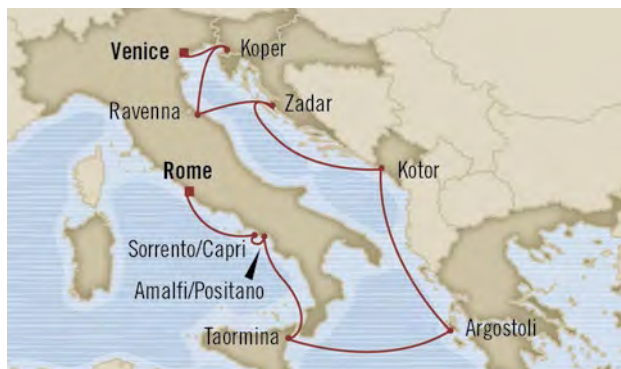 Venice
Koper
Ravenna
Zadar
Rome
Kotor
Sorrento/Capri
Amalfi/Positano
Taormina
Argostoli